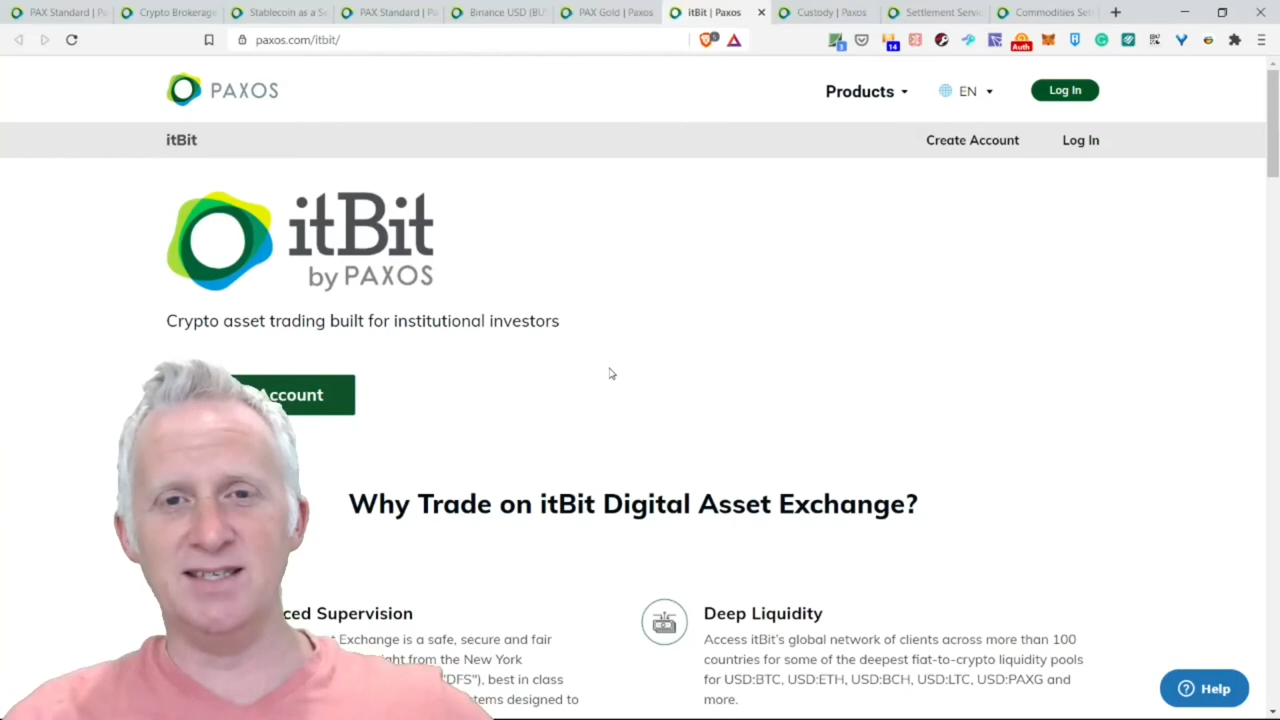 PAX Standard | Pa
Crypto Brokerage
Stablecoin as a Se
PAX Standard | Pa
Binance USD (BUS
PAX Gold | Paxos
itBit | Paxos
Custody | Paxos
Settlement Servic
Commodities Set
paxos.com/itbit/
14
Auth
PAXOS
Products
EN
Log In
itBit
Create Account
Log In
itBit
by PAXOS
Crypto asset trading built for institutional investors
Account
Why Trade on itBit Digital Asset Exchange?
ced Supervision
Exchange is a safe, secure and fair
ght from the New York
"DFS"), best in class
tems designed to
Deep Liquidity
Access itBit's global network of clients across more than 100
countries for some of the deepest fiat-to-crypto liquidity pools
for USD:BTC, USD:ETH, USD:BCH, USD:LTC, USD:PAXG and
more.
Help